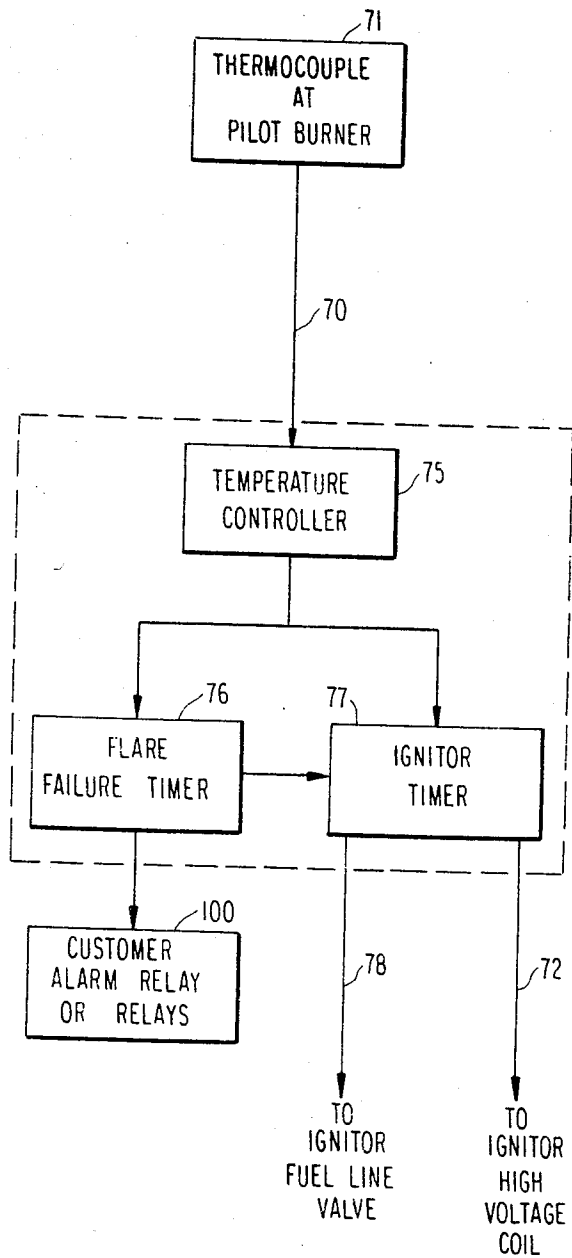 71
THERMOCOUPLE
AT
PILOT BURNER
70
TEMPERATURE
CONTROLLER
75
76
FLARE
FAILURE TIMER
77
IGNITOR
TIMER
100
CUSTOMER
ALARM RELAY
OR RELAYS
78
72
TO
IGNITOR
FUEL LINE
VALVE
TO
IGNITOR
HIGH
VOLTAGE
COIL